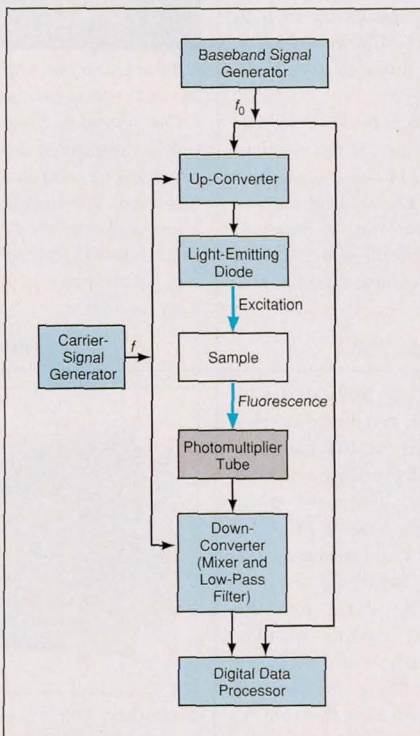 Baseband Signal
Generator
f0
Up-Converter
Light-Emitting
Diode
Excitation
Carrier-
Signal
Generator
f
Sample
Fluorescence
Photomultiplier
Tube
Down-
Converter
(Mixer and
Low-Pass
Filter)
Digital Data
Processor